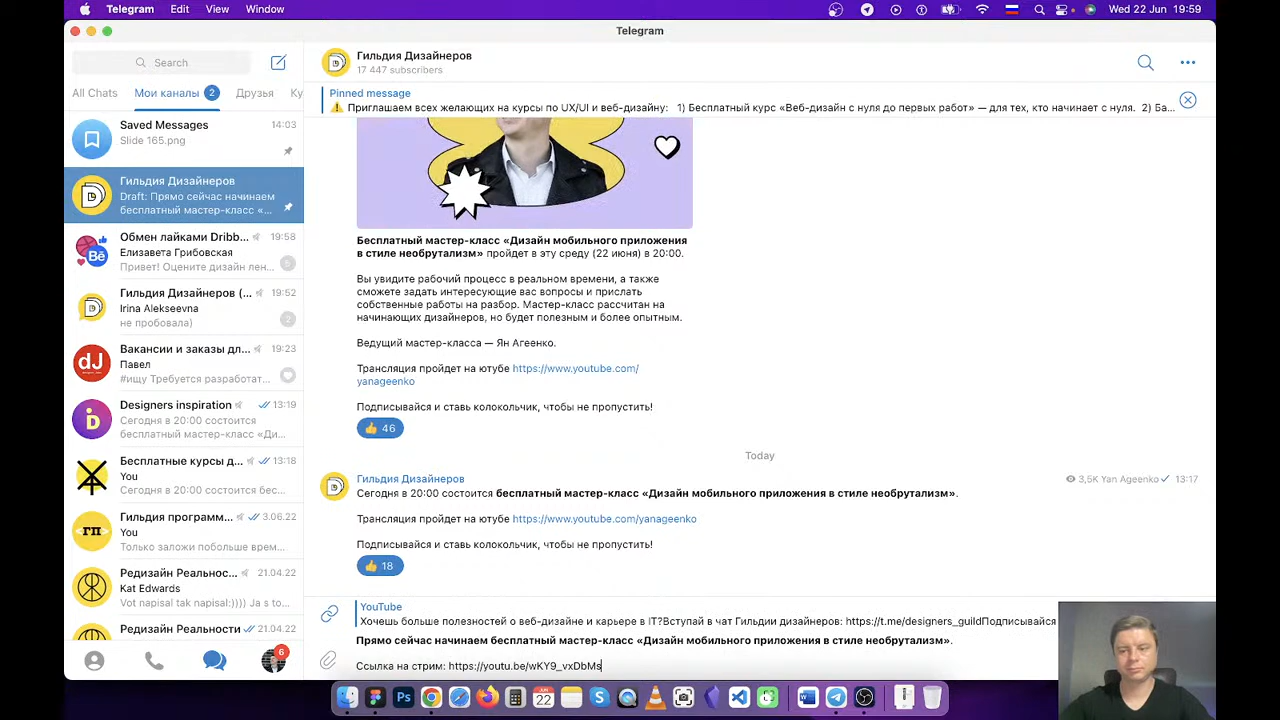 Telegram Edit View Window Wed 22 Jun 19:59
Telegram
Search
All Chats Мои каналы 2 Друзья Ку
Saved Messages 14:03
Slide 165.png
Гильдия Дизайнеров
Draft: Прямо сейчас начинаем
бесплатный мастер-класс «...
Обмен лайками Dribb... 19:58
Елизавета Грибовская
Привет! Оцените дизайн лен...
Гильдия Дизайнеров (... 19:52
Irina Alekseevna
не пробовала)
2
Вакансии и заказы дл... 19:23
Павел
#ищу Требуется разработат...
Designers inspiration 13:19
Сегодня в 20:00 состоится
бесплатный мастер-класс «Ди...
Бесплатные курсы д... 13:18
You
Сегодня в 20:00 состоится бес...
Гильдия программ... 3.06.22
You
Только заложи побольше врем...
Редизайн Реальнос... 21.04.22
Kat Edwards
Vot napisal tak napisal:)))) Ja s to...
Редизайн Реальности 21.04.22
6
Гильдия Дизайнеров
17 447 subscribers
Pinned message
⚠️ Приглашаем всех желающих на курсы по UX/UI и веб-дизайну: 1) Бесплатный курс «Веб-дизайн с нуля до первых работ» — для тех, кто начинает с нуля. 2) Ба...
Бесплатный мастер-класс «Дизайн мобильного приложения
в стиле необрутализм» пройдет в эту среду (22 июня) в 20:00.
Вы увидите рабочий процесс в реальном времени, а также
сможете задать интересующие вас вопросы и прислать
собственные работы на разбор. Мастер-класс рассчитан на
начинающих дизайнеров, но будет полезным и более опытным.
Ведущий мастер-класса — Ян Агеенко.
Трансляция пройдет на ютубе https://www.youtube.com/
yanageenko
Подписывайся и ставь колокольчик, чтобы не пропустить!
👍 46
Today
Гильдия Дизайнеров 3,5K Yan Ageenko 13:17
Сегодня в 20:00 состоится бесплатный мастер-класс «Дизайн мобильного приложения в стиле необрутализм».
Трансляция пройдет на ютубе https://www.youtube.com/yanageenko
Подписывайся и ставь колокольчик, чтобы не пропустить!
👍 18
YouTube
Хочешь больше полезностей о веб-дизайне и карьере в IT?Вступай в чат Гильдии дизайнеров: https://t.me/designers_guildПодписывайся
Прямо сейчас начинаем бесплатный мастер-класс «Дизайн мобильного приложения в стиле необрутализм».
Ссылка на стрим: https://youtu.be/wKY9_vxDbMs